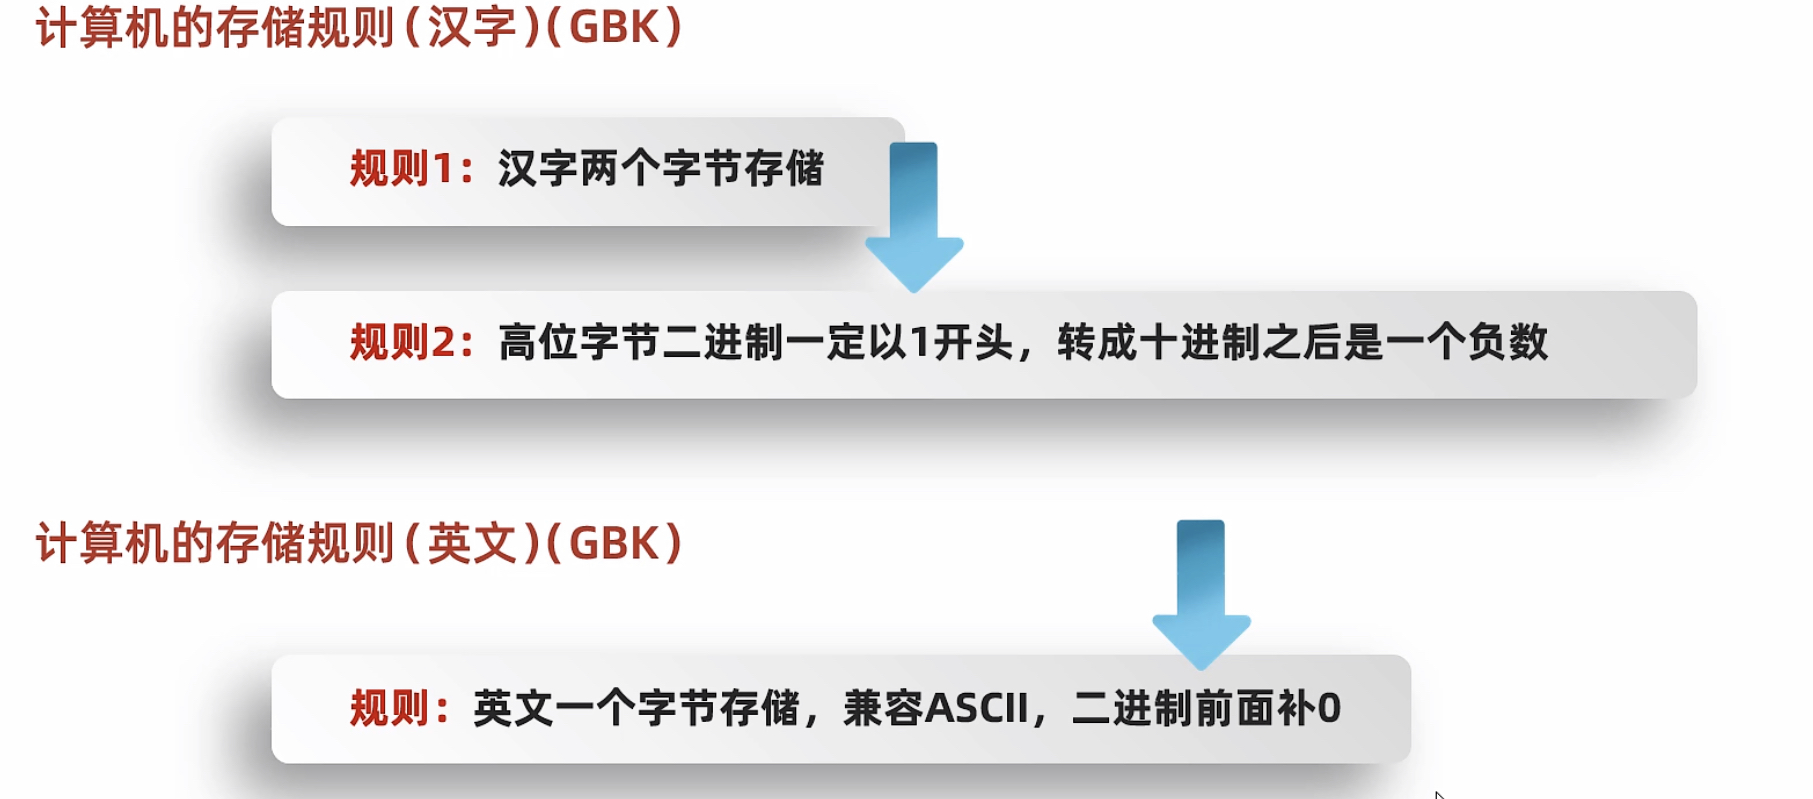 计算机的存储规则(汉字)(GBK)
规则1：汉字两个字节存储
规则2：高位字节二进制一定以1开头，转成十进制之后是一个负数
计算机的存储规则(英文)(GBK)
规则：英文一个字节存储，兼容ASCII，二进制前面补0